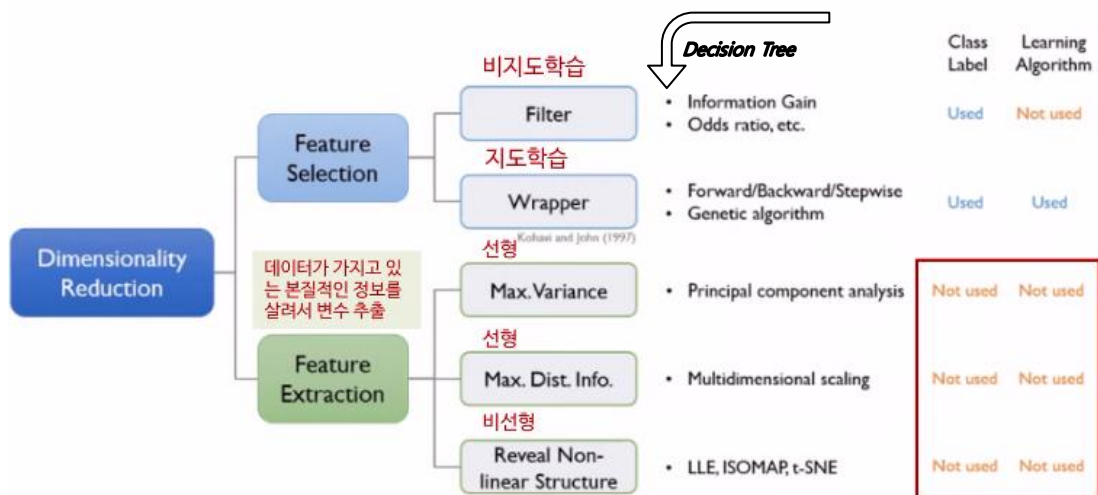 Decision Tree
Class
Label
Learning
Algorithm
비지도학습
Filter
• Information Gain
• Odds ratio, etc.
Used
Not used
Feature
Selection
지도학습
Wrapper
• Forward/Backward/Stepwise
• Genetic algorithm
Used
Used
Kohavi and John (1997)
Dimensionality
Reduction
데이터가 가지고 있
는 본질적인 정보를
살려서 변수 추출
선형
Max. Variance
• Principal component analysis
Not used
Not used
Feature
Extraction
선형
Max. Dist. Info.
• Multidimensional scaling
Not used
Not used
비선형
Reveal Non-
linear Structure
• LLE, ISOMAP, t-SNE
Not used
Not used